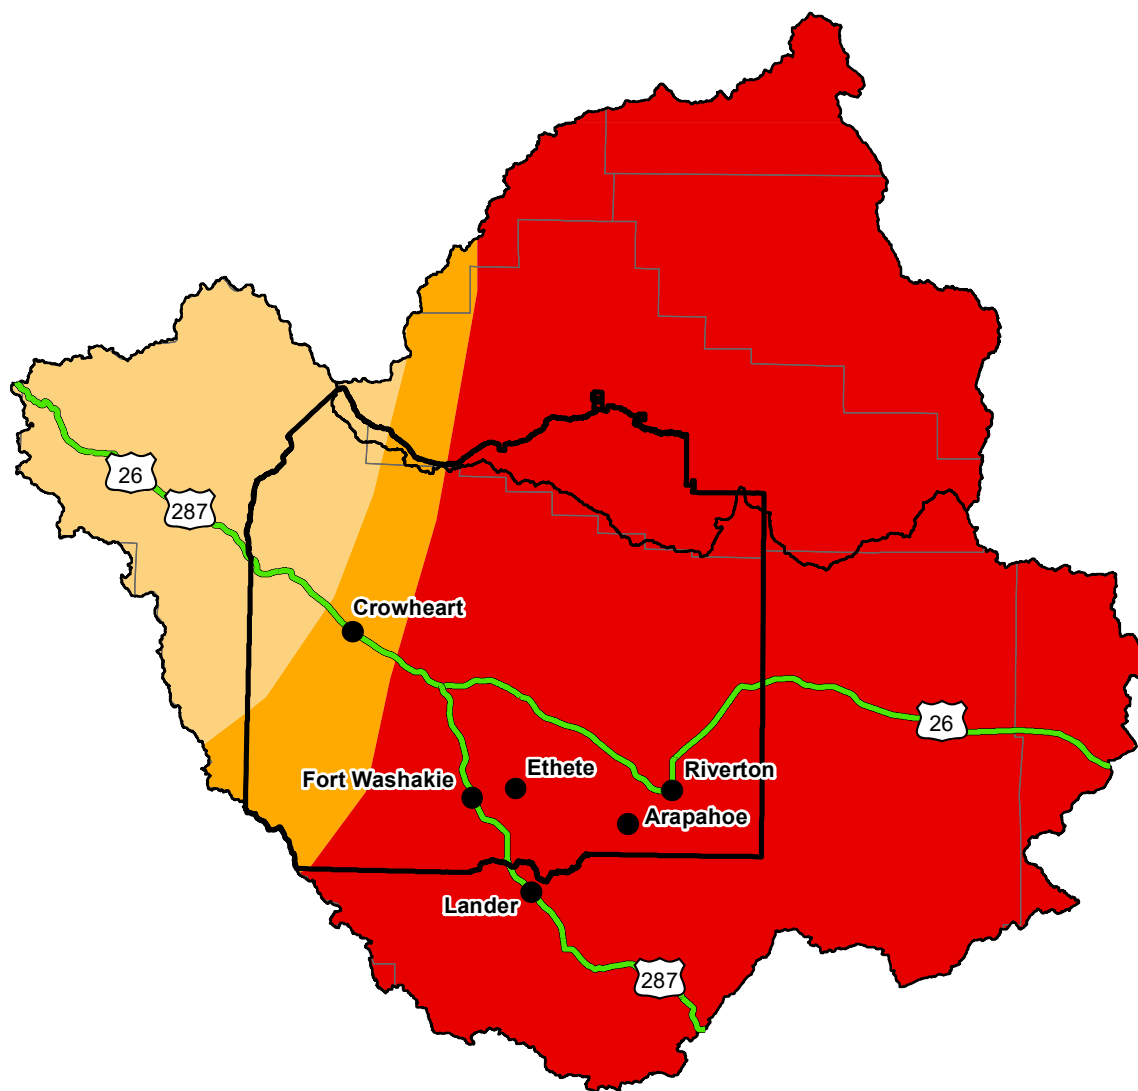 26
287
Crowheart
26
Ethete
Riverton
Fort Washakie
Arapahoe
Lander
287